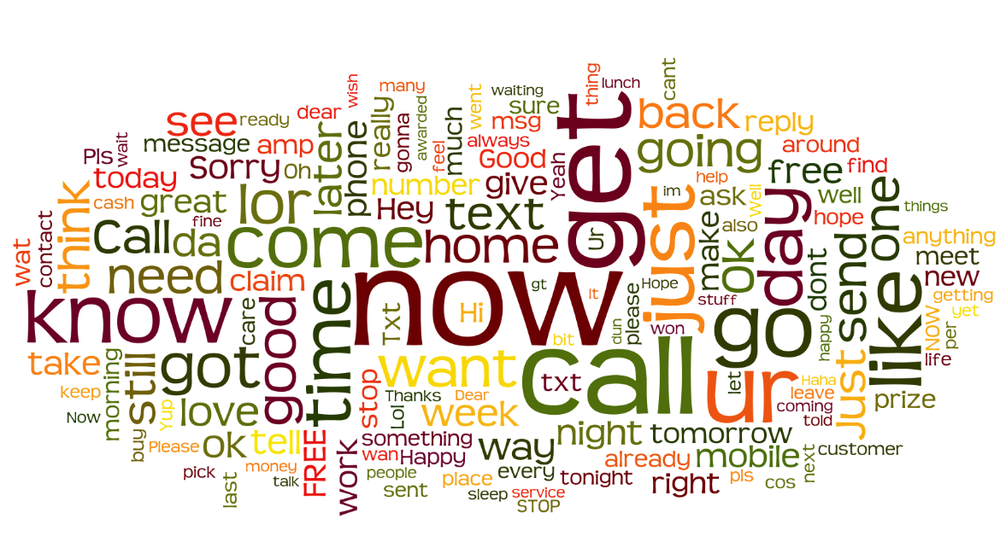 now
get
call
come
know
go
just
time
like
ur
want
got
good
day
home
need
text
going
back
one
send
lor
Call
da
think
see
later
phone
Sorry
Oh
ready
message
amp
dear
wish
many
really
gonna
awarded
feel
much
went
waiting
sure
msg
always
Good
thing
lunch
cant
reply
around
find
free
well
hope
things
anything
meet
new
getting
yet
Pls
wait
today
great
cash
fine
wat
contact
number
Hey
give
Yeah
Ur
im
help
ask
well
also
make
ok
dont
happy
Hope
stuff
won
please
dun
lt
gt
Hi
bit
Txt
txt
claim
care
take
keep
Now
morning
still
buy
Yup
love
Please
ok
tell
pick
last
money
talk
FREE
work
stop
Thanks
Lol
Dear
week
something
wan
Happy
people
sent
place
way
every
sleep
service
STOP
night
tomorrow
tonight
already
mobile
right
pls
cos
next
customer
let
Haha
leave
coming
told
Just
prize
NOW
per
life